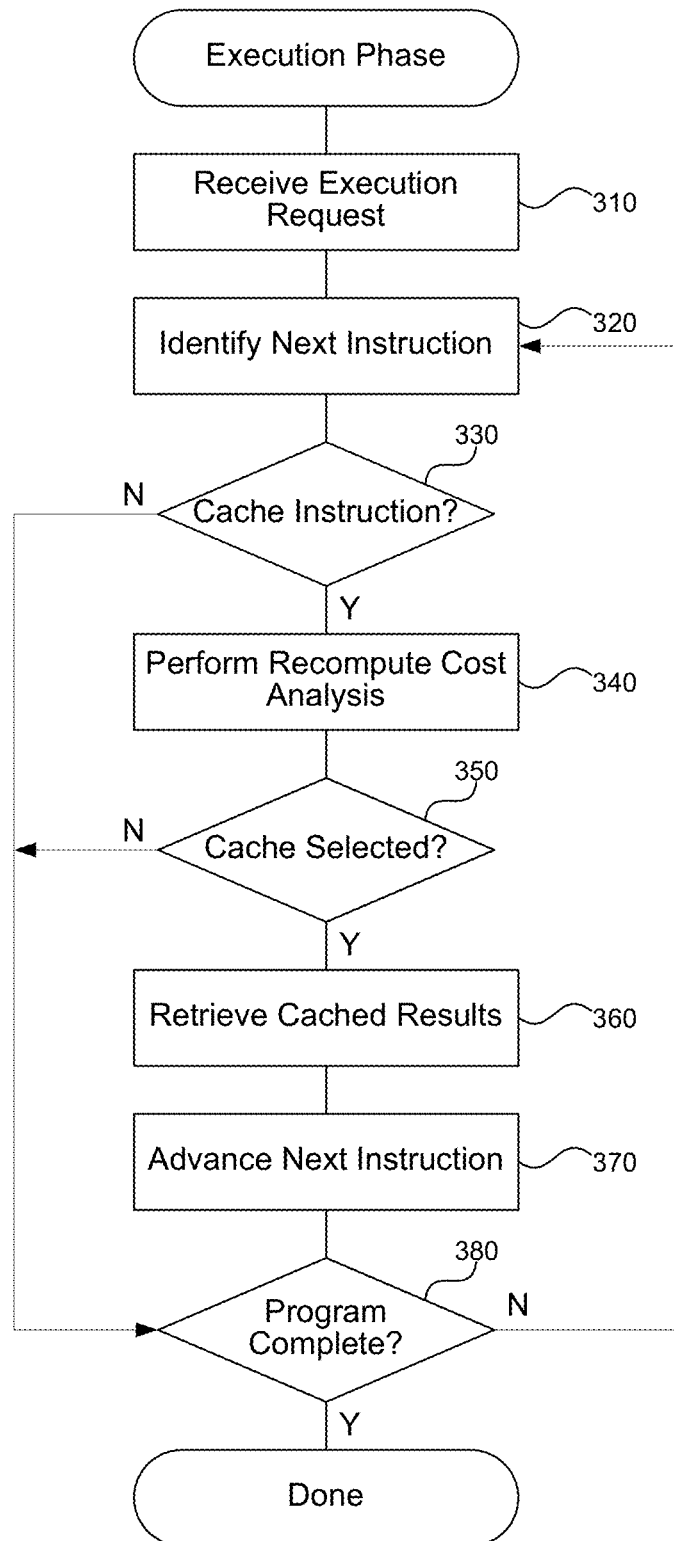 Execution Phase
Receive Execution
Request
310
Identify Next Instruction
320
330
N
Cache Instruction?
Y
Perform Recompute Cost
Analysis
340
350
N
Cache Selected?
Y
Retrieve Cached Results
360
Advance Next Instruction
370
380
Program
Complete?
N
Y
Done